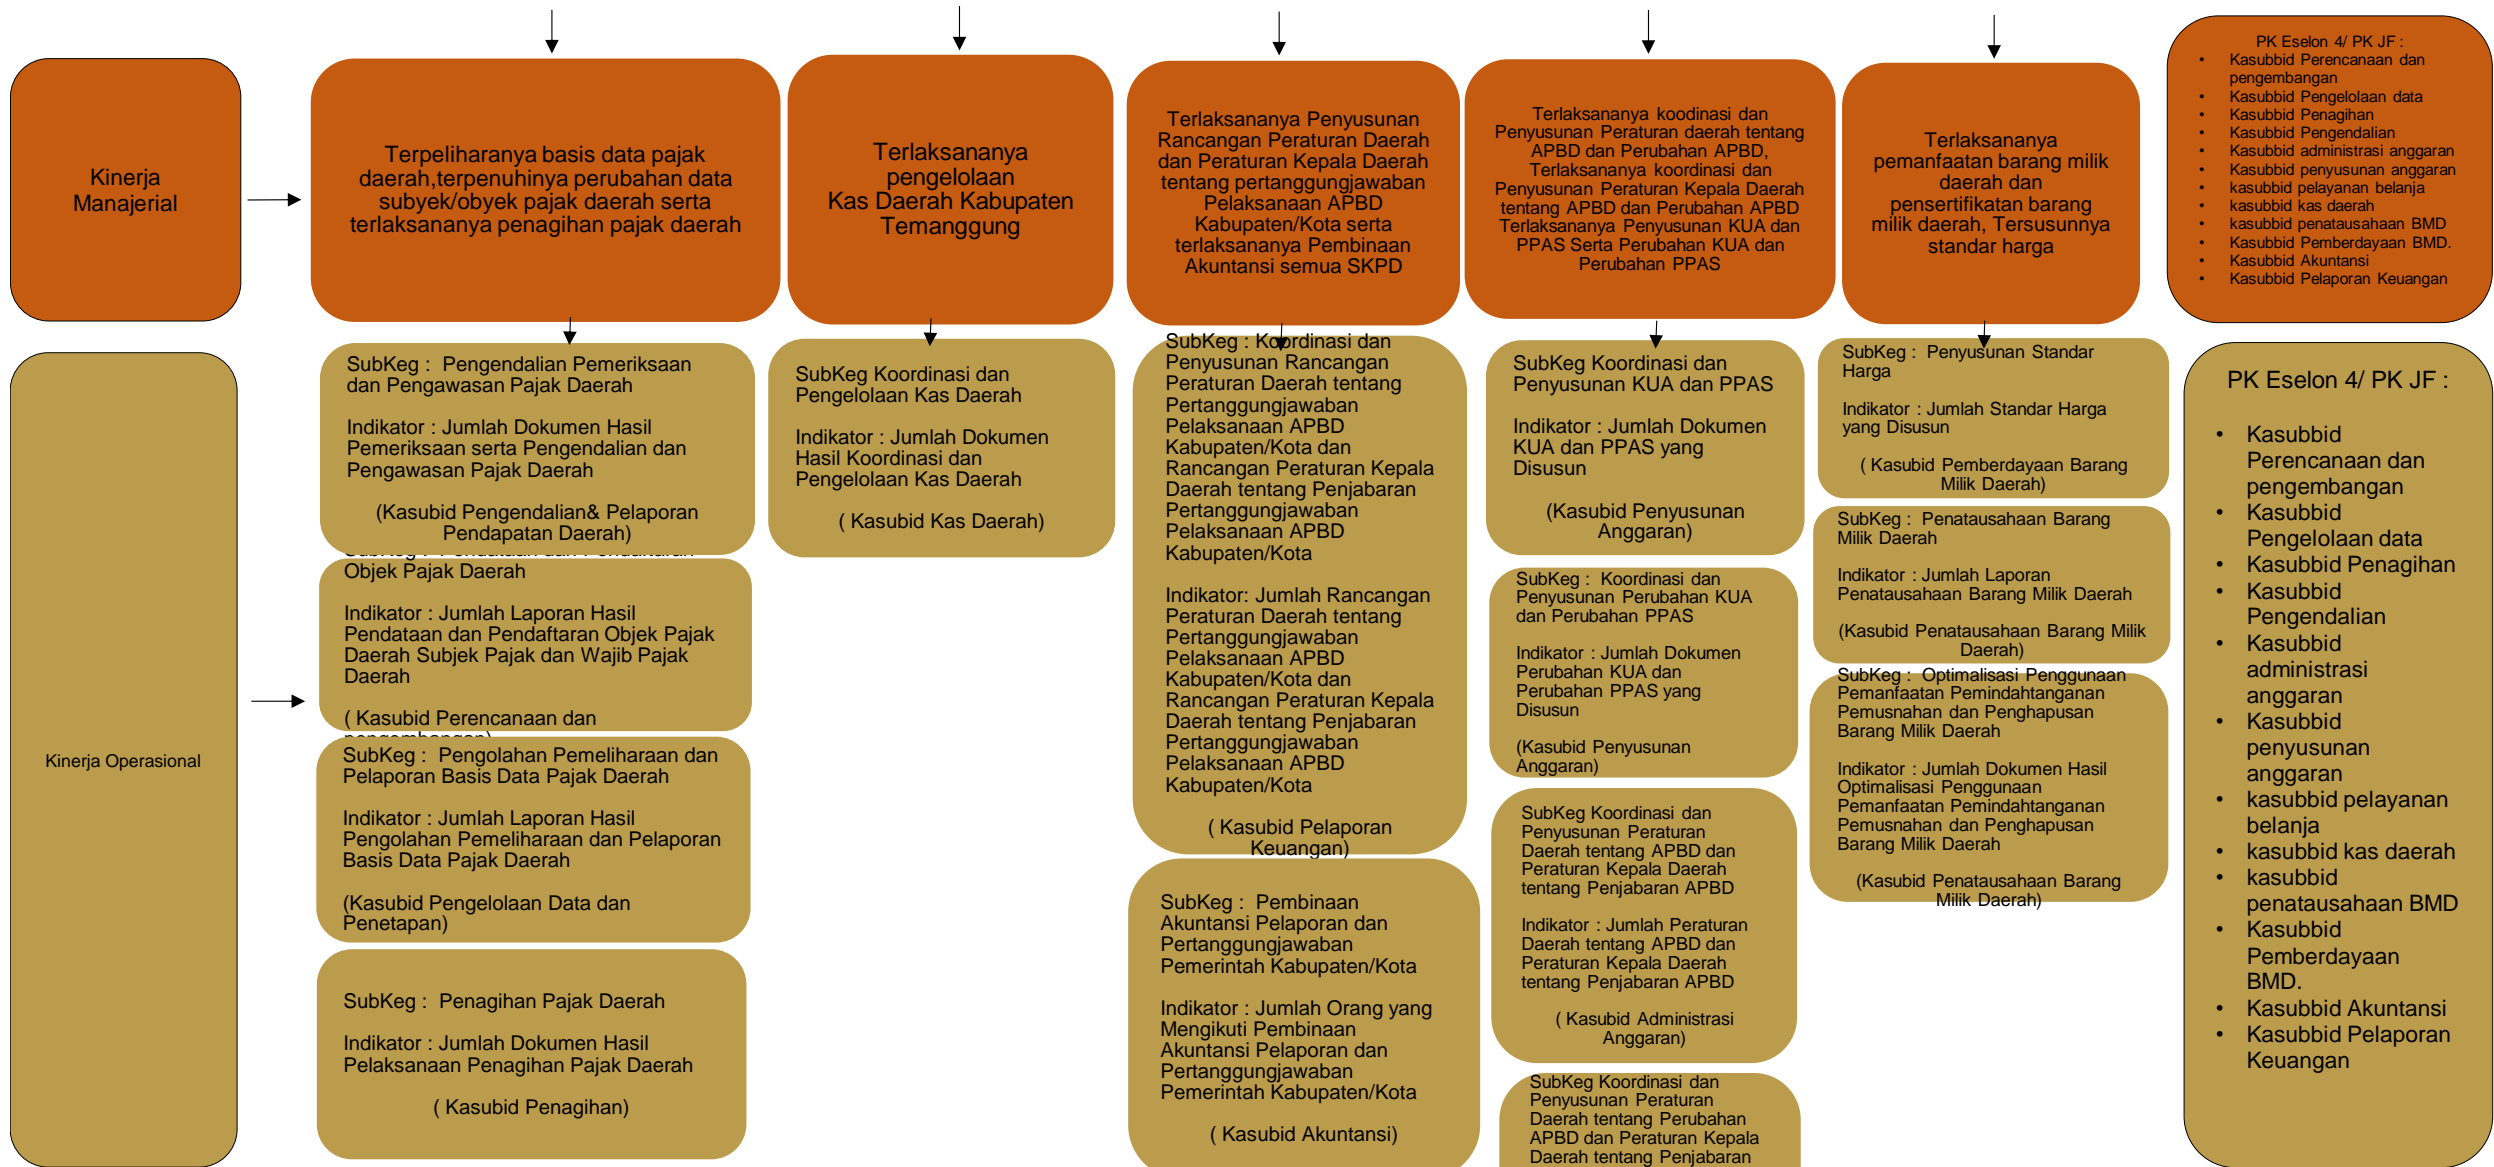 Kinerja
Manajerial
Terpeliharanya basis data pajak
daerah,terpenuhinya perubahan data
subyek/obyek pajak daerah serta
terlaksananya penagihan pajak daerah
Terlaksananya
pengelolaan
Kas Daerah Kabupaten
Temanggung
Terlaksananya Penyusunan
Rancangan Peraturan Daerah
dan Peraturan Kepala Daerah
tentang pertanggungjawaban
Pelaksanaan APBD
Kabupaten/Kota serta
terlaksananya Pembinaan
Akuntansi semua SKPD
Terlaksananya koodinasi dan
Penyusunan Peraturan daerah tentang
APBD dan Perubahan APBD,
Terlaksananya koordinasi dan
Penyusunan Peraturan Kepala Daerah
tentang APBD dan Perubahan APBD
Terlaksananya Penyusunan KUA dan
PPAS Serta Perubahan KUA dan
Perubahan PPAS
Terlaksananya
pemanfaatan barang milik
daerah dan
pensertifikatan barang
milik daerah, Tersusunnya
standar harga
PK Eselon 4/ PK JF :
• Kasubbid Perencanaan dan
pengembangan
• Kasubbid Pengelolaan data
• Kasubbid Penagihan
• Kasubbid Pengendalian
• Kasubbid administrasi anggaran
• Kasubbid penyusunan anggaran
• kasubbid pelayanan belanja
• kasubbid kas daerah
• kasubbid penatausahaan BMD
• Kasubbid Pemberdayaan BMD.
• Kasubbid Akuntansi
• Kasubbid Pelaporan Keuangan
Kinerja Operasional
SubKeg : Pengendalian Pemeriksaan
dan Pengawasan Pajak Daerah
Indikator : Jumlah Dokumen Hasil
Pemeriksaan serta Pengendalian dan
Pengawasan Pajak Daerah
(Kasubid Pengendalian& Pelaporan
Pendapatan Daerah)
Objek Pajak Daerah
Indikator : Jumlah Laporan Hasil
Pendataan dan Pendaftaran Objek Pajak
Daerah Subjek Pajak dan Wajib Pajak
Daerah
( Kasubid Perencanaan dan
pengembangan)
SubKeg : Pengolahan Pemeliharaan dan
Pelaporan Basis Data Pajak Daerah
Indikator : Jumlah Laporan Hasil
Pengolahan Pemeliharaan dan Pelaporan
Basis Data Pajak Daerah
(Kasubid Pengelolaan Data dan
Penetapan)
SubKeg : Penagihan Pajak Daerah
Indikator : Jumlah Dokumen Hasil
Pelaksanaan Penagihan Pajak Daerah
( Kasubid Penagihan)
SubKeg Koordinasi dan
Pengelolaan Kas Daerah
Indikator : Jumlah Dokumen
Hasil Koordinasi dan
Pengelolaan Kas Daerah
( Kasubid Kas Daerah)
SubKeg : Koordinasi dan
Penyusunan Rancangan
Peraturan Daerah tentang
Pertanggungjawaban
Pelaksanaan APBD
Kabupaten/Kota dan
Rancangan Peraturan Kepala
Daerah tentang Penjabaran
Pertanggungjawaban
Pelaksanaan APBD
Kabupaten/Kota
Indikator: Jumlah Rancangan
Peraturan Daerah tentang
Pertanggungjawaban
Pelaksanaan APBD
Kabupaten/Kota dan
Rancangan Peraturan Kepala
Daerah tentang Penjabaran
Pertanggungjawaban
Pelaksanaan APBD
Kabupaten/Kota
( Kasubid Pelaporan
Keuangan)
SubKeg : Pembinaan
Akuntansi Pelaporan dan
Pertanggungjawaban
Pemerintah Kabupaten/Kota
Indikator : Jumlah Orang yang
Mengikuti Pembinaan
Akuntansi Pelaporan dan
Pertanggungjawaban
Pemerintah Kabupaten/Kota
( Kasubid Akuntansi)
SubKeg Koordinasi dan
Penyusunan KUA dan PPAS
Indikator : Jumlah Dokumen
KUA dan PPAS yang
Disusun
(Kasubid Penyusunan
Anggaran)
SubKeg : Koordinasi dan
Penyusunan Perubahan KUA
dan Perubahan PPAS
Indikator : Jumlah Dokumen
Perubahan KUA dan
Perubahan PPAS yang
Disusun
(Kasubid Penyusunan
Anggaran)
SubKeg Koordinasi dan
Penyusunan Peraturan
Daerah tentang APBD dan
Peraturan Kepala Daerah
tentang Penjabaran APBD
Indikator : Jumlah Peraturan
Daerah tentang APBD dan
Peraturan Kepala Daerah
tentang Penjabaran APBD
( Kasubid Administrasi
Anggaran)
SubKeg Koordinasi dan
Penyusunan Peraturan
Daerah tentang Perubahan
APBD dan Peraturan Kepala
Daerah tentang Penjabaran
SubKeg : Penyusunan Standar
Harga
Indikator : Jumlah Standar Harga
yang Disusun
( Kasubid Pemberdayaan Barang
Milik Daerah)
SubKeg : Penatausahaan Barang
Milik Daerah
Indikator : Jumlah Laporan
Penatausahaan Barang Milik Daerah
(Kasubid Penatausahaan Barang Milik
Daerah)
SubKeg : Optimalisasi Penggunaan
Pemanfaatan Pemindahtanganan
Pemusnahan dan Penghapusan
Barang Milik Daerah
Indikator : Jumlah Dokumen Hasil
Optimalisasi Penggunaan
Pemanfaatan Pemindahtanganan
Pemusnahan dan Penghapusan
Barang Milik Daerah
(Kasubid Penatausahaan Barang
Milik Daerah)
PK Eselon 4/ PK JF :
• Kasubbid
Perencanaan dan
pengembangan
• Kasubbid
Pengelolaan data
• Kasubbid Penagihan
• Kasubbid
Pengendalian
• Kasubbid
administrasi
anggaran
• Kasubbid
penyusunan
anggaran
• kasubbid pelayanan
belanja
• kasubbid kas daerah
• kasubbid
penatausahaan BMD
• Kasubbid
Pemberdayaan
BMD.
• Kasubbid Akuntansi
• Kasubbid Pelaporan
Keuangan